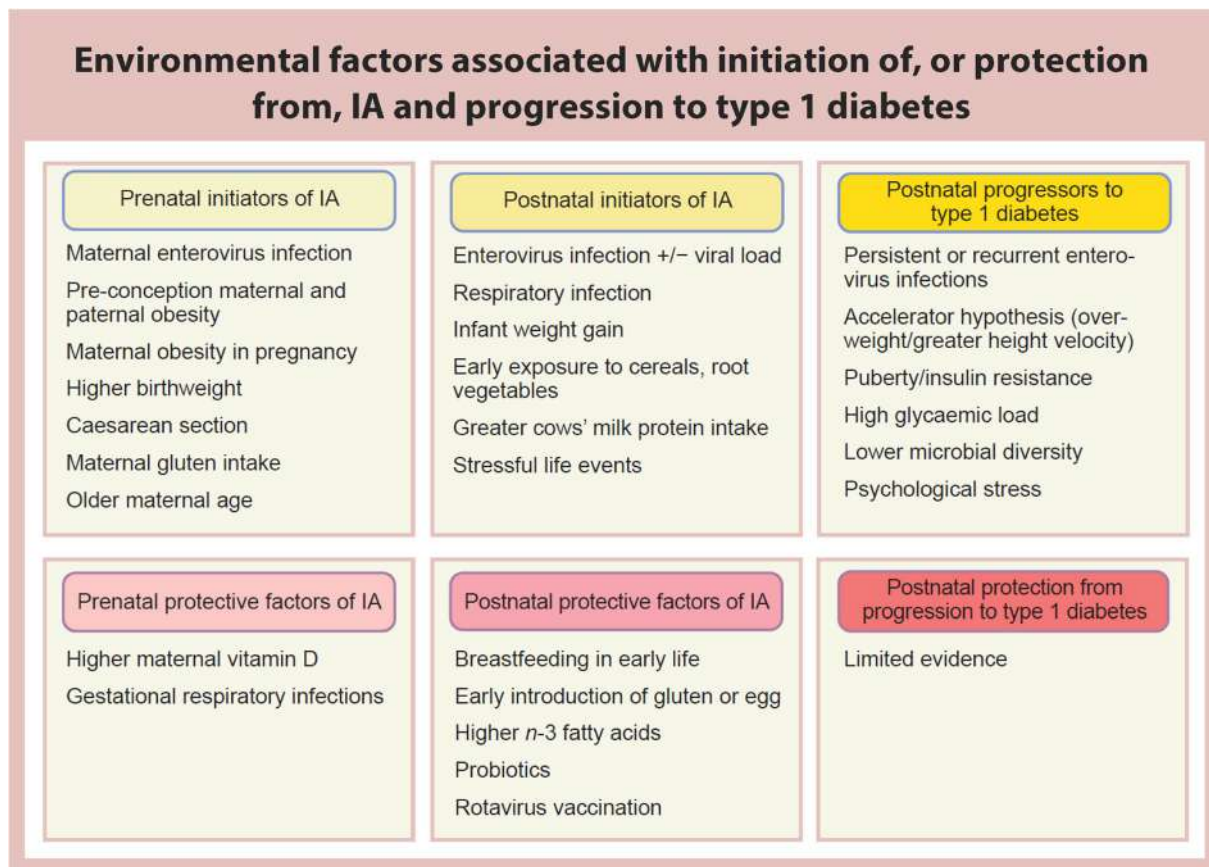 Environmental factors associated with initiation of, or protection
from, IA and progression to type 1 diabetes
Prenatal initiators of IA
Maternal enterovirus infection
Pre-conception maternal and
paternal obesity
Maternal obesity in pregnancy
Higher birthweight
Caesarean section
Maternal gluten intake
Older maternal age
Postnatal initiators of IA
Enterovirus infection +/− viral load
Respiratory infection
Infant weight gain
Early exposure to cereals, root
vegetables
Greater cows’ milk protein intake
Stressful life events
Postnatal progressors to
type 1 diabetes
Persistent or recurrent entero-
virus infections
Accelerator hypothesis (over-
weight/greater height velocity)
Puberty/insulin resistance
High glycaemic load
Lower microbial diversity
Psychological stress
Prenatal protective factors of IA
Higher maternal vitamin D
Gestational respiratory infections
Postnatal protective factors of IA
Breastfeeding in early life
Early introduction of gluten or egg
Higher n-3 fatty acids
Probiotics
Rotavirus vaccination
Postnatal protection from
progression to type 1 diabetes
Limited evidence